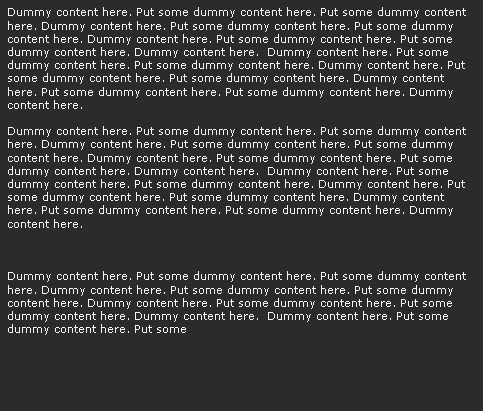 Dummy content here. Put some dummy content here. Put some dummy content
here. Dummy content here. Put some dummy content here. Put some dummy
content here. Dummy content here. Put some dummy content here. Put some
dummy content here. Dummy content here.  Dummy content here. Put some
dummy content here. Put some dummy content here. Dummy content here. Put
some dummy content here. Put some dummy content here. Dummy content
here. Put some dummy content here. Put some dummy content here. Dummy
content here.

Dummy content here. Put some dummy content here. Put some dummy content
here. Dummy content here. Put some dummy content here. Put some dummy
content here. Dummy content here. Put some dummy content here. Put some
dummy content here. Dummy content here.  Dummy content here. Put some
dummy content here. Put some dummy content here. Dummy content here. Put
some dummy content here. Put some dummy content here. Dummy content
here. Put some dummy content here. Put some dummy content here. Dummy
content here.

Dummy content here. Put some dummy content here. Put some dummy content
here. Dummy content here. Put some dummy content here. Put some dummy
content here. Dummy content here. Put some dummy content here. Put some
dummy content here. Dummy content here.  Dummy content here. Put some
dummy content here. Put some